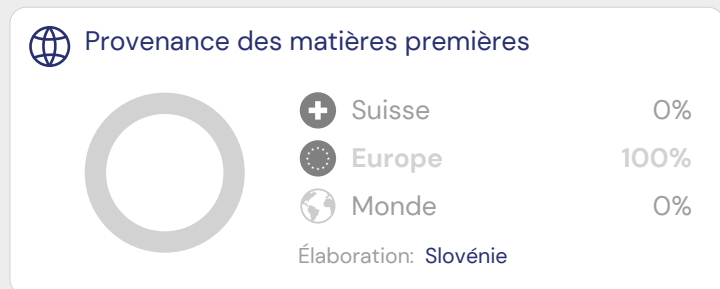 Provenance des matières premières
Suisse 0%
Europe 100%
Monde 0%
Élaboration: Slovénie